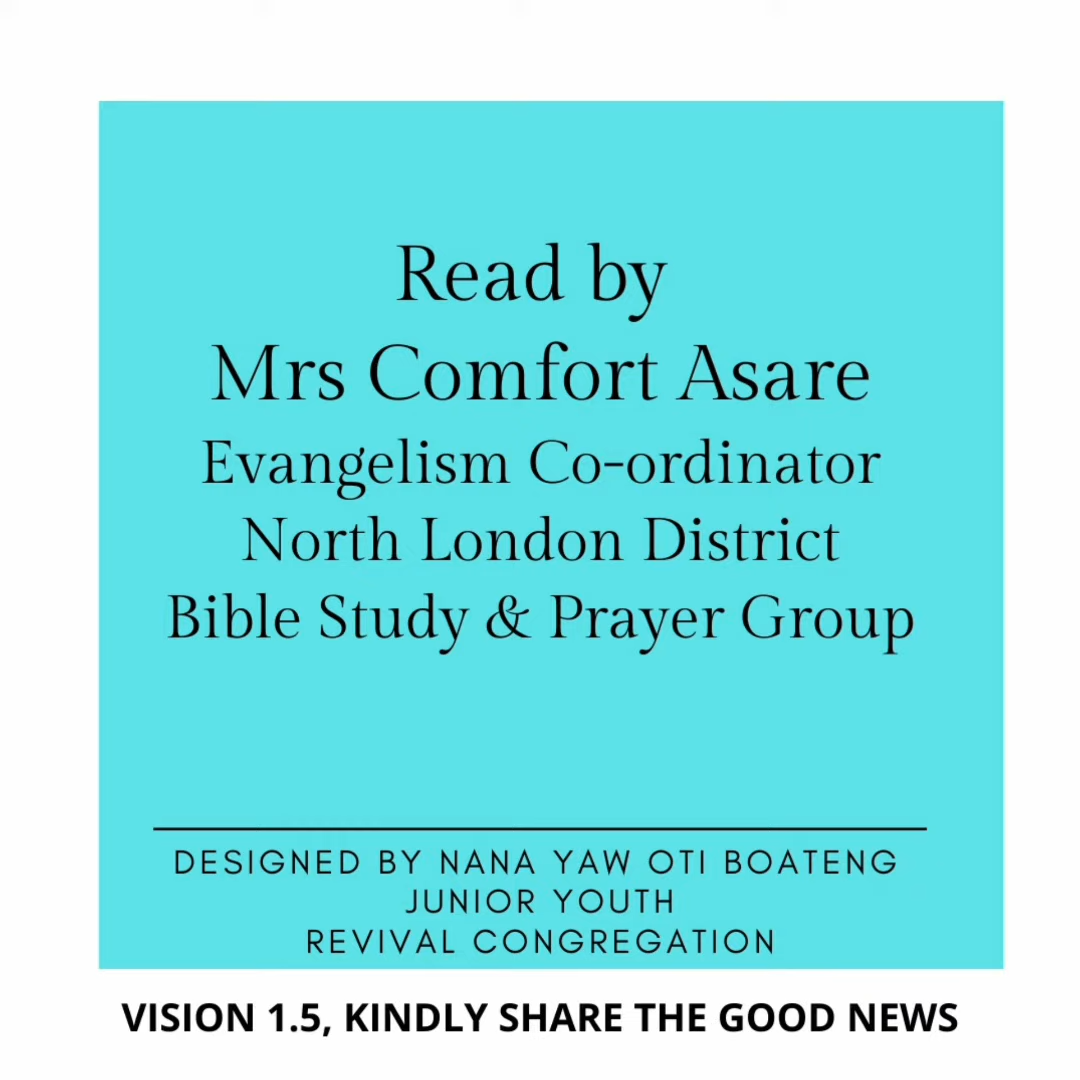 Read by
Mrs Comfort Asare
Evangelism Co-ordinator
North London District
Bible Study & Prayer Group
DESIGNED BY NANA YAW OTI BOATENG
JUNIOR YOUTH
REVIVAL CONGREGATION
VISION 1.5, KINDLY SHARE THE GOOD NEWS